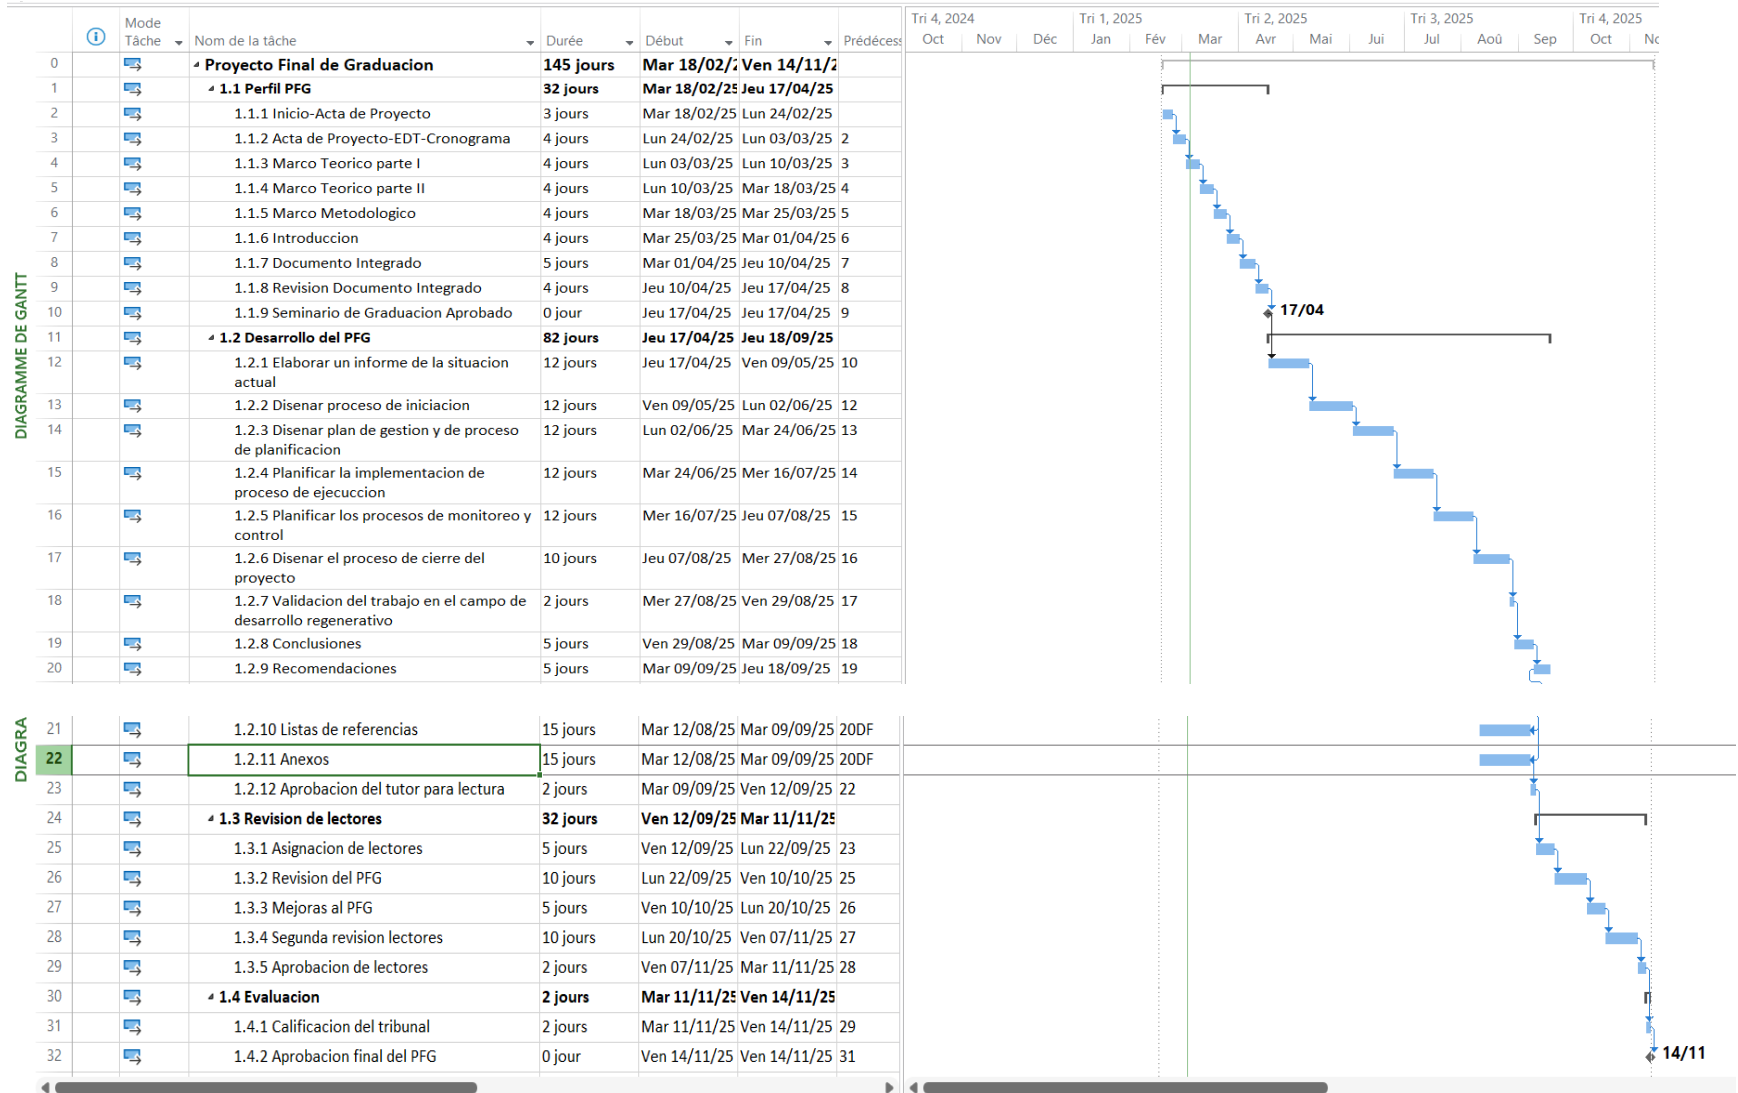 Mode
Tâche Nom de la tâche Durée Début Fin Prédécess
Tri 4, 2024 Tri 1, 2025 Tri 2, 2025 Tri 3, 2025 Tri 4, 2025
Oct Nov Déc Jan Fév Mar Avr Mai Jui Jul Aoû Sep Oct Nc
DIAGRAMME DE GANTT
0 Proyecto Final de Graduacion 145 jours Mar 18/02/2 Ven 14/11/2
1 1.1 Perfil PFG 32 jours Mar 18/02/25 Jeu 17/04/25
2 1.1.1 Inicio-Acta de Proyecto 3 jours Mar 18/02/25 Lun 24/02/25
3 1.1.2 Acta de Proyecto-EDT-Cronograma 4 jours Lun 24/02/25 Lun 03/03/25 2
4 1.1.3 Marco Teorico parte I 4 jours Lun 03/03/25 Lun 10/03/25 3
5 1.1.4 Marco Teorico parte II 4 jours Lun 10/03/25 Mar 18/03/25 4
6 1.1.5 Marco Metodologico 4 jours Mar 18/03/25 Mar 25/03/25 5
7 1.1.6 Introduccion 4 jours Mar 25/03/25 Mar 01/04/25 6
8 1.1.7 Documento Integrado 5 jours Mar 01/04/25 Jeu 10/04/25 7
9 1.1.8 Revision Documento Integrado 4 jours Jeu 10/04/25 Jeu 17/04/25 8
10 1.1.9 Seminario de Graduacion Aprobado 0 jour Jeu 17/04/25 Jeu 17/04/25 9 17/04
11 1.2 Desarrollo del PFG 82 jours Jeu 17/04/25 Jeu 18/09/25
12 1.2.1 Elaborar un informe de la situacion 12 jours Jeu 17/04/25 Ven 09/05/25 10
actual
13 1.2.2 Disenar proceso de iniciacion 12 jours Ven 09/05/25 Lun 02/06/25 12
14 1.2.3 Disenar plan de gestion y de proceso 12 jours Lun 02/06/25 Mar 24/06/25 13
de planificacion
15 1.2.4 Planificar la implementacion de 12 jours Mar 24/06/25 Mer 16/07/25 14
proceso de ejecuccion
16 1.2.5 Planificar los procesos de monitoreo y 12 jours Mer 16/07/25 Jeu 07/08/25 15
control
17 1.2.6 Disenar el proceso de cierre del 10 jours Jeu 07/08/25 Mer 27/08/25 16
proyecto
18 1.2.7 Validacion del trabajo en el campo de 2 jours Mer 27/08/25 Ven 29/08/25 17
desarrollo regenerativo
19 1.2.8 Conclusiones 5 jours Ven 29/08/25 Mar 09/09/25 18
20 1.2.9 Recomendaciones 5 jours Mar 09/09/25 Jeu 18/09/25 19
DIAGRA
21 1.2.10 Listas de referencias 15 jours Mar 12/08/25 Mar 09/09/25 20DF
22 1.2.11 Anexos 15 jours Mar 12/08/25 Mar 09/09/25 20DF
23 1.2.12 Aprobacion del tutor para lectura 2 jours Mar 09/09/25 Ven 12/09/25 22
24 1.3 Revision de lectores 32 jours Ven 12/09/25 Mar 11/11/25
25 1.3.1 Asignacion de lectores 5 jours Ven 12/09/25 Lun 22/09/25 23
26 1.3.2 Revision del PFG 10 jours Lun 22/09/25 Ven 10/10/25 25
27 1.3.3 Mejoras al PFG 5 jours Ven 10/10/25 Lun 20/10/25 26
28 1.3.4 Segunda revision lectores 10 jours Lun 20/10/25 Ven 07/11/25 27
29 1.3.5 Aprobacion de lectores 2 jours Ven 07/11/25 Mar 11/11/25 28
30 1.4 Evaluacion 2 jours Mar 11/11/25 Ven 14/11/25
31 1.4.1 Calificacion del tribunal 2 jours Mar 11/11/25 Ven 14/11/25 29
32 1.4.2 Aprobacion final del PFG 0 jour Ven 14/11/25 Ven 14/11/25 31 14/11